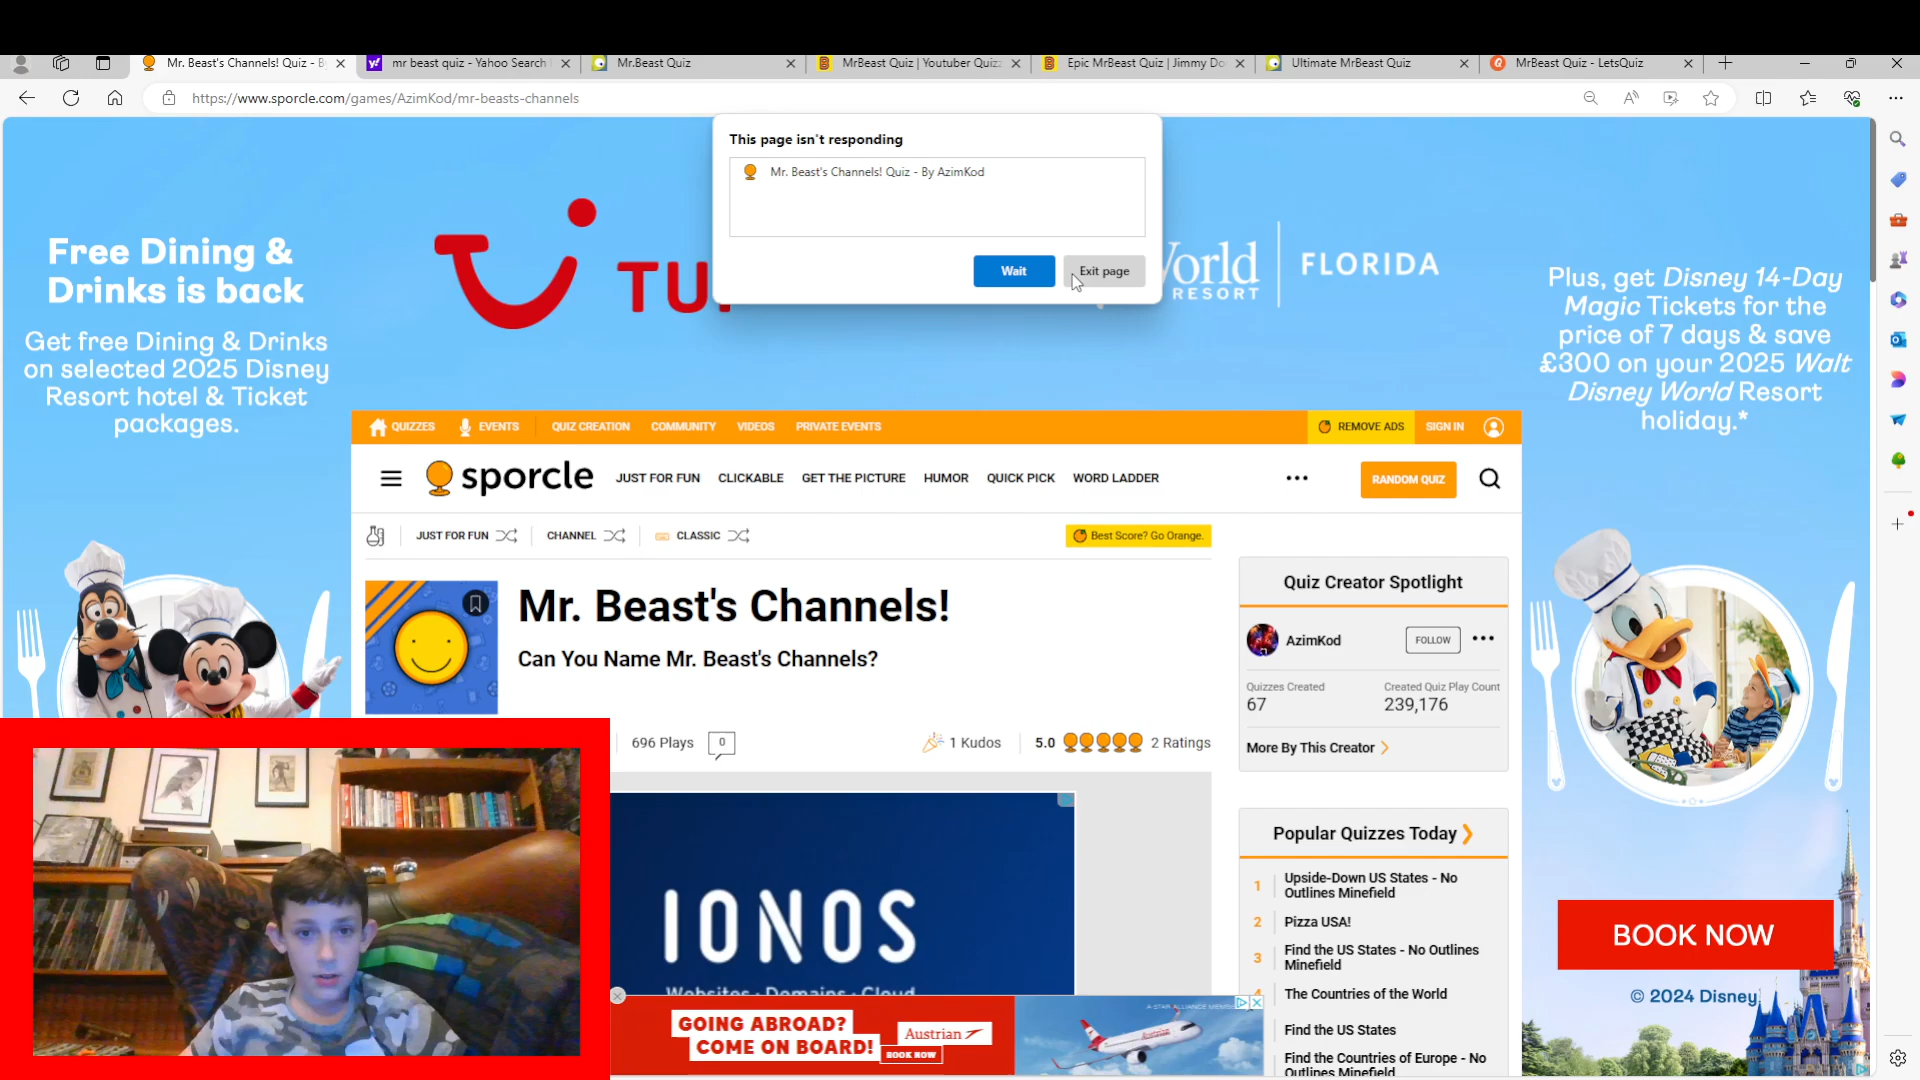 Mr. Beast's Channels! Quiz - B
mr beast quiz - Yahoo Search
Mr.Beast Quiz
MrBeast Quiz | Youtuber Quiz
Epic MrBeast Quiz | Jimmy Do
Ultimate MrBeast Quiz
MrBeast Quiz - LetsQuiz
https://www.sporcle.com/games/AzimKod/mr-beasts-channels
This page isn't responding
Mr. Beast's Channels! Quiz - By AzimKod
Wait
Exit page
Free Dining &
Drinks is back
Get free Dining & Drinks
on selected 2025 Disney
Resort hotel & Ticket
packages.
TU
World
RESORT
FLORIDA
Plus, get Disney 14-Day
Magic Tickets for the
price of 7 days & save
£300 on your 2025 Walt
Disney World Resort
holiday.*
QUIZZES
EVENTS
QUIZ CREATION
COMMUNITY
VIDEOS
PRIVATE EVENTS
REMOVE ADS
SIGN IN
sporcle
JUST FOR FUN
CLICKABLE
GET THE PICTURE
HUMOR
QUICK PICK
WORD LADDER
RANDOM QUIZ
JUST FOR FUN
CHANNEL
CLASSIC
Best Score? Go Orange.
Mr. Beast's Channels!
Can You Name Mr. Beast's Channels?
696 Plays
0
1 Kudos
5.0
2 Ratings
Quiz Creator Spotlight
AzimKod
FOLLOW
Quizzes Created
67
Created Quiz Play Count
239,176
More By This Creator
Popular Quizzes Today
1 Upside-Down US States - No
Outlines Minefield
2 Pizza USA!
3 Find the US States - No Outlines
Minefield
4 The Countries of the World
Find the US States
Find the Countries of Europe - No
Outlines Minefield
IONOS
Websites · Domains · Cloud
GOING ABROAD?
COME ON BOARD!
Austrian
BOOK NOW
A STAR ALLIANCE MEMBER
BOOK NOW
© 2024 Disney